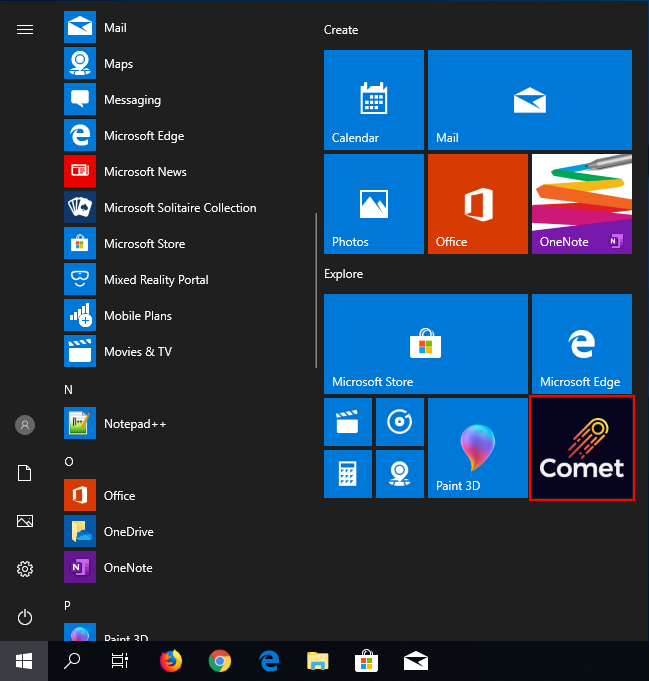 Mail
Maps
Messaging
Microsoft Edge
Microsoft News
Microsoft Solitaire Collection
Microsoft Store
Mixed Reality Portal
Mobile Plans
Movies & TV
N
Notepad++
O
Office
OneDrive
OneNote
P
Paint 3D
Create
Calendar
Mail
Photos
Office
OneNote
Explore
Microsoft Store
Microsoft Edge
Paint 3D
Comet